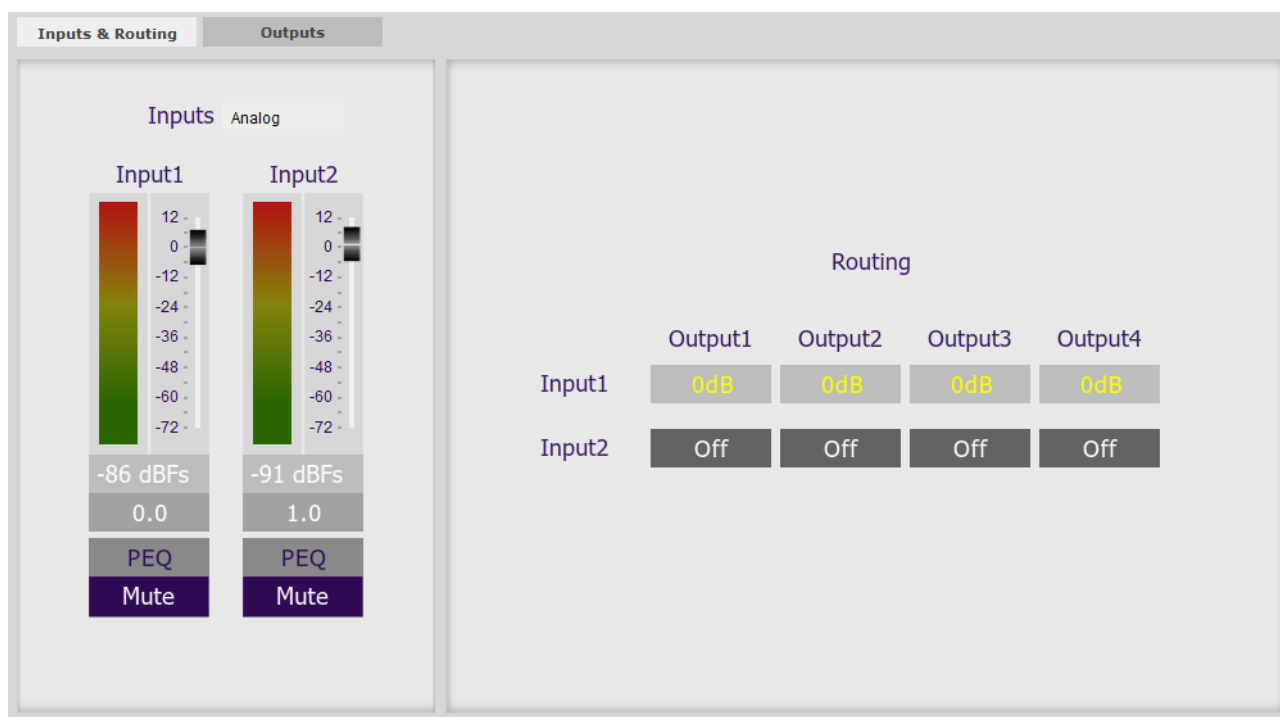 Inputs & Routing Outputs
Inputs Analog
Input1 Input2
12 12
0 0
-12 -12
-24 -24
-36 -36
-48 -48
-60 -60
-72 -72
-86 dBFs -91 dBFs
0.0 1.0
PEQ PEQ
Mute Mute
Routing
Output1 Output2 Output3 Output4
Input1 0dB 0dB 0dB 0dB
Input2 Off Off Off Off